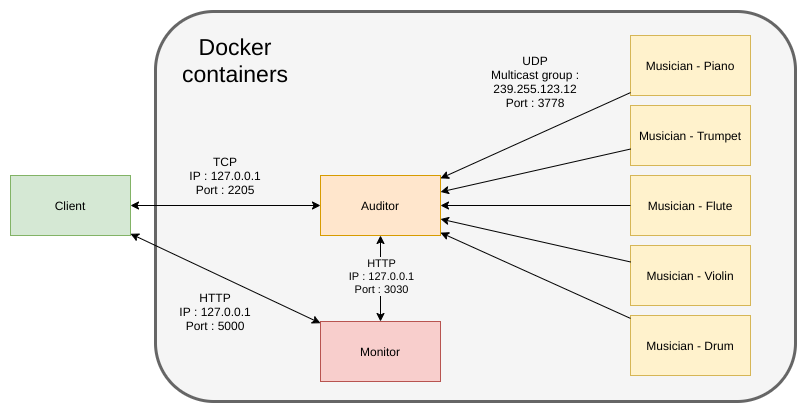 Docker
containers
UDP
Multicast group :
239.255.123.12
Port : 3778
Musician - Piano
Musician - Trumpet
TCP
IP : 127.0.0.1
Port : 2205
Client
Auditor
Musician - Flute
HTTP
IP : 127.0.0.1
Port : 3030
Musician - Violin
HTTP
IP : 127.0.0.1
Port : 5000
Monitor
Musician - Drum